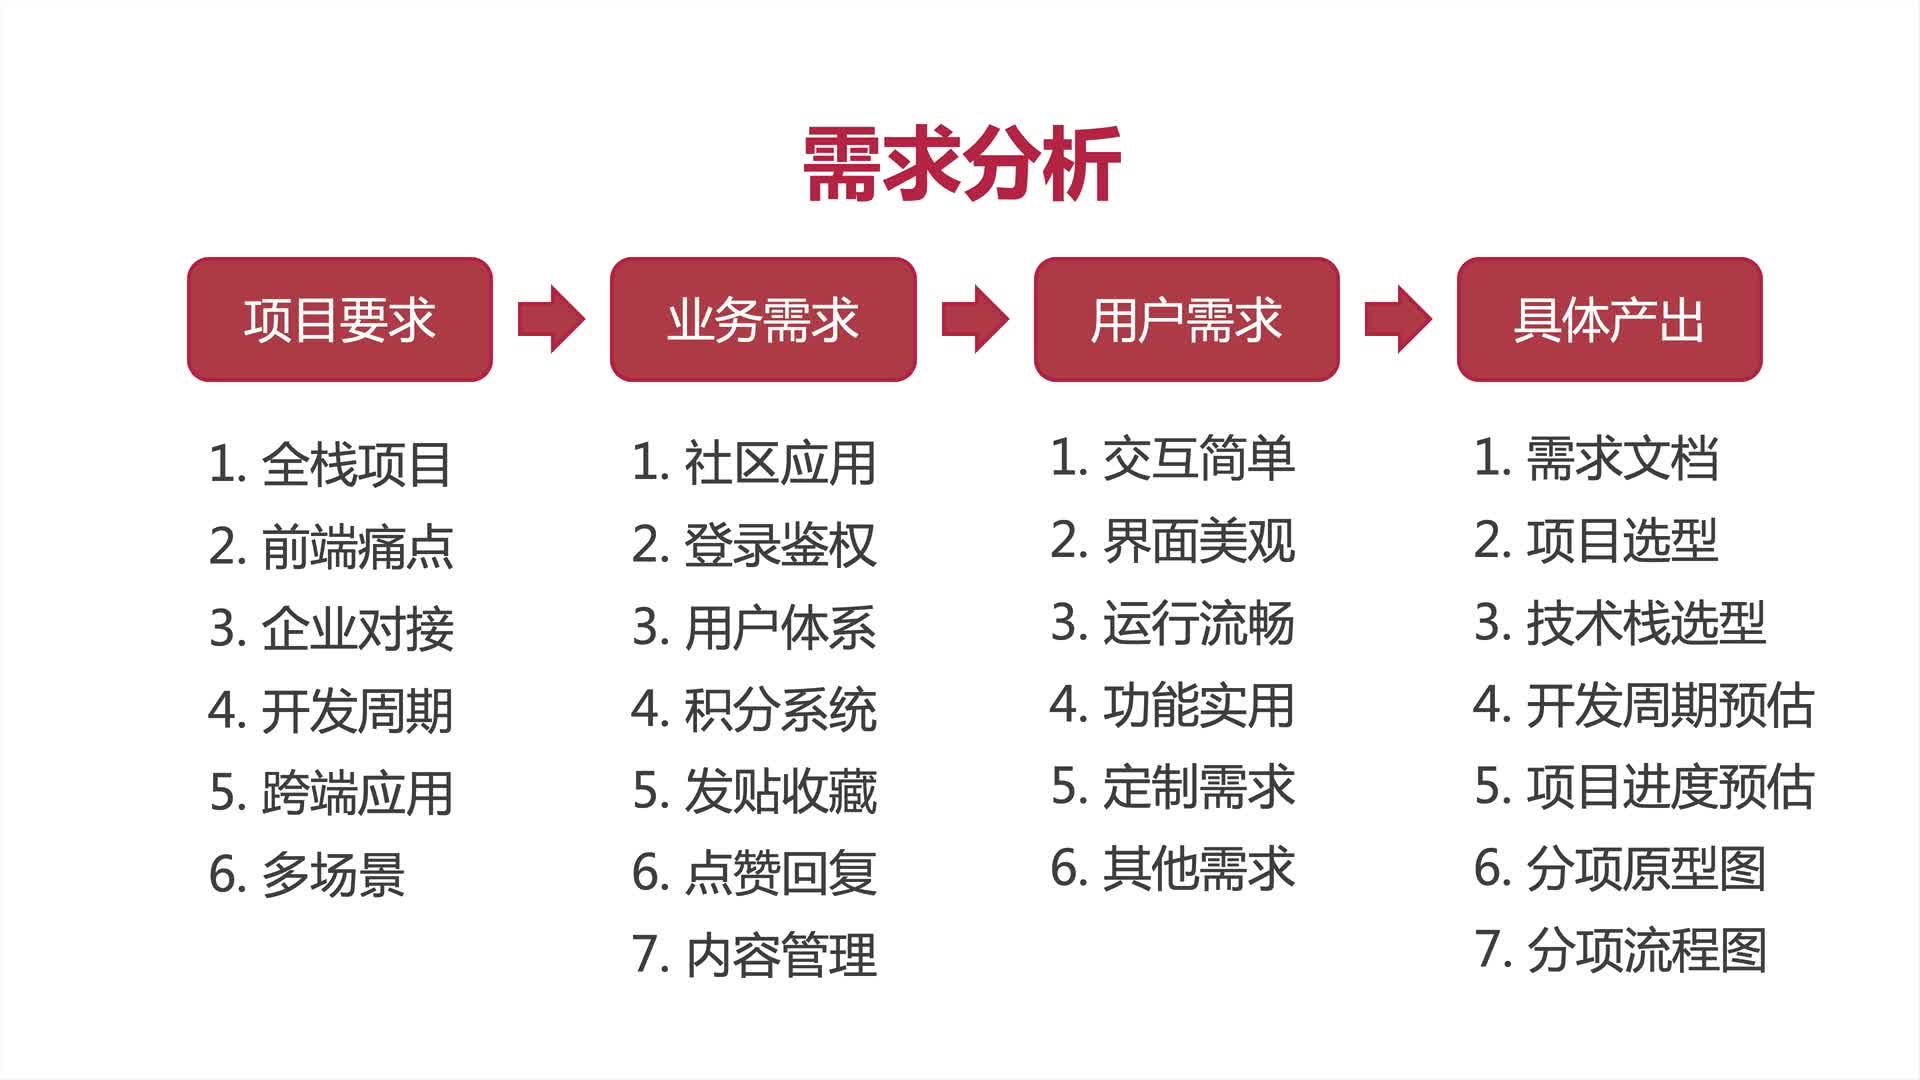 需求分析
项目要求
1. 全栈项目
2. 前端痛点
3. 企业对接
4. 开发周期
5. 跨端应用
6. 多场景
业务需求
1. 社区应用
2. 登录鉴权
3. 用户体系
4. 积分系统
5. 发贴收藏
6. 点赞回复
7. 内容管理
用户需求
1. 交互简单
2. 界面美观
3. 运行流畅
4. 功能实用
5. 定制需求
6. 其他需求
具体产出
1. 需求文档
2. 项目选型
3. 技术栈选型
4. 开发周期预估
5. 项目进度预估
6. 分项原型图
7. 分项流程图